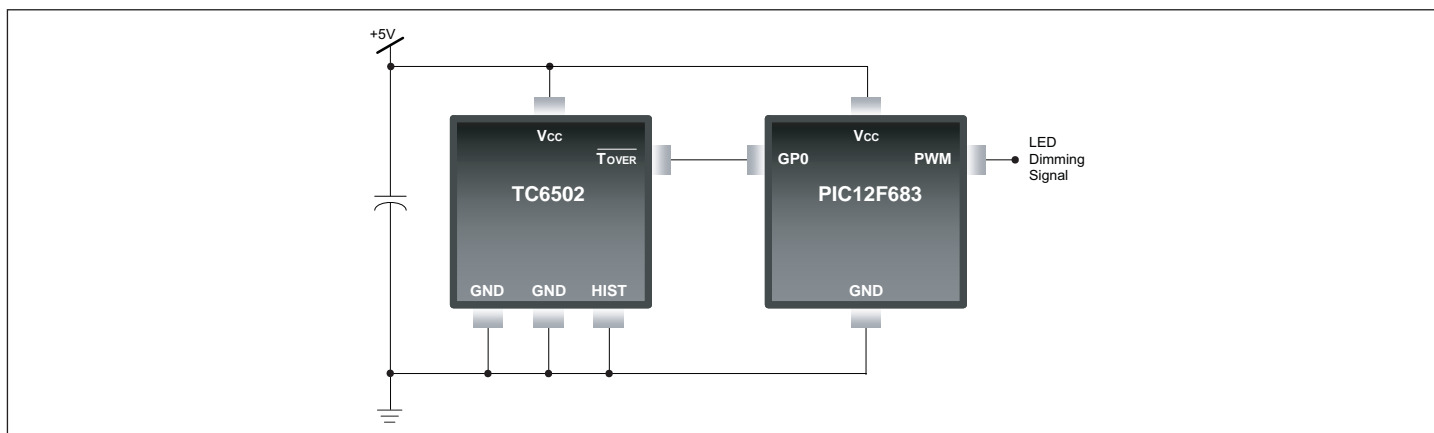 +5V
VCC
TOVER
TC6502
GND GND HIST
VCC
GP0 PWM
PIC12F683
GND
LED
Dimming
Signal